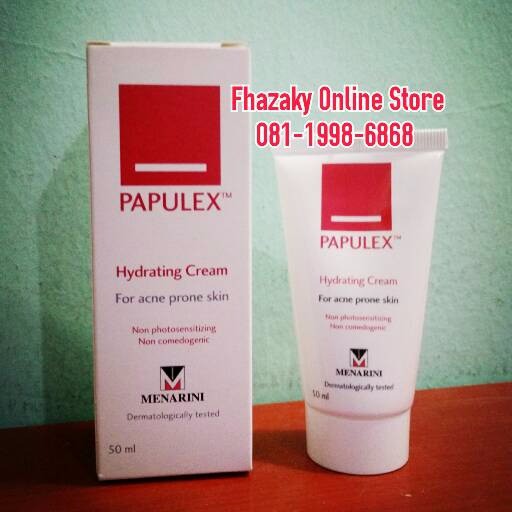 Fhazaky Online Store
081-1998-6868
PAPULEX™
Hydrating Cream
For acne prone skin
Non photosensitizing
Non comedogenic
MENARINI
Dermatologically tested
50 ml
PAPULEX™
Hydrating Cream
For acne prone skin
Non photosensitizing
Non comedogenic
MENARINI
Dermatologically tested
50 ml